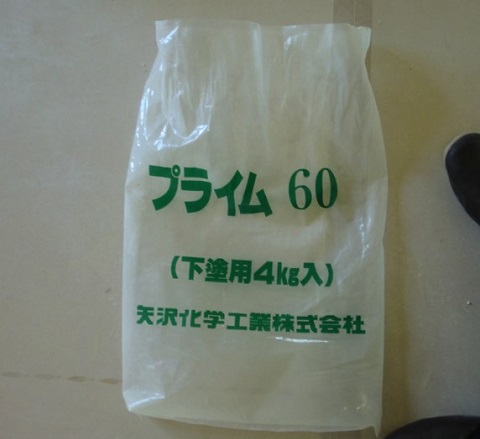 プライム 60
（下塗用4㎏入）
矢沢化学工業株式会社